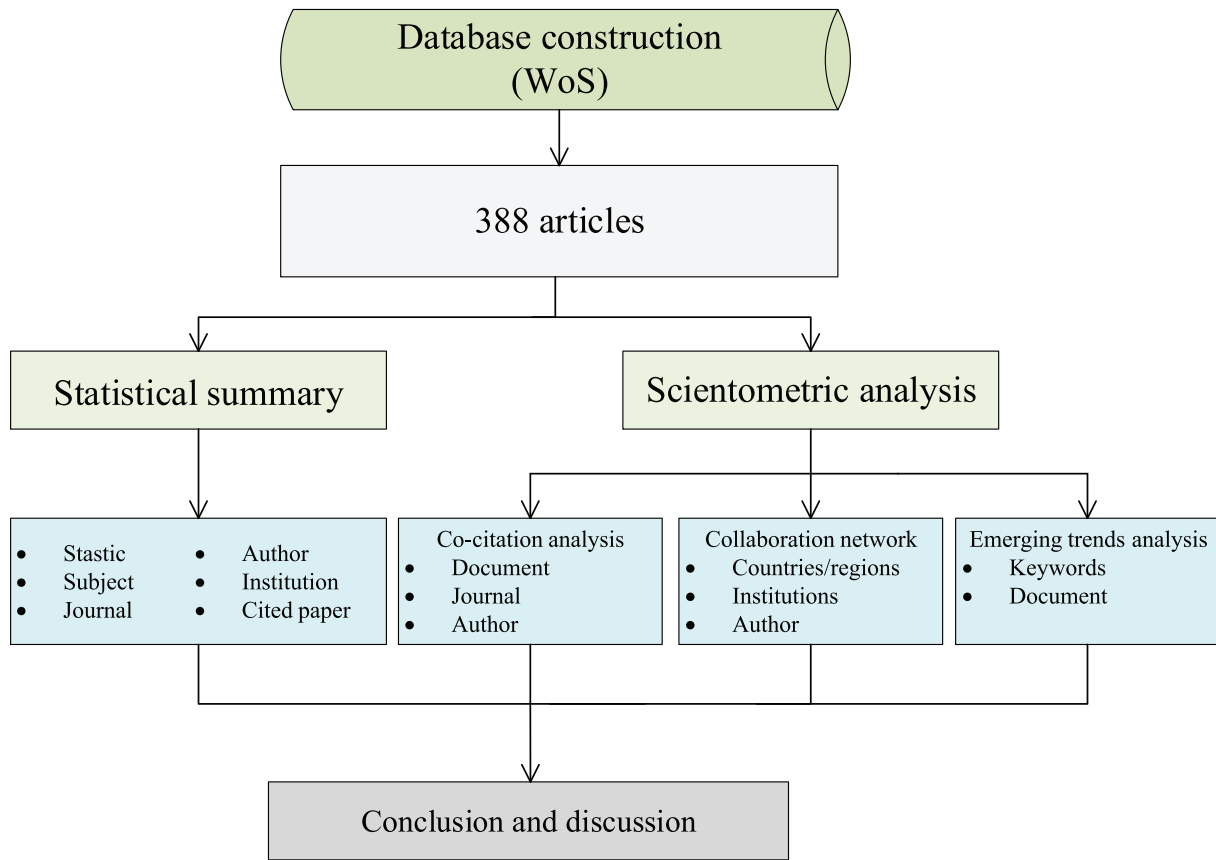 Database construction
(WoS)
388 articles
Statistical summary
Scientometric analysis
• Stastic
• Subject
• Journal
• Author
• Institution
• Cited paper
Co-citation analysis
• Document
• Journal
• Author
Collaboration network
• Countries/regions
• Institutions
• Author
Emerging trends analysis
• Keywords
• Document
Conclusion and discussion